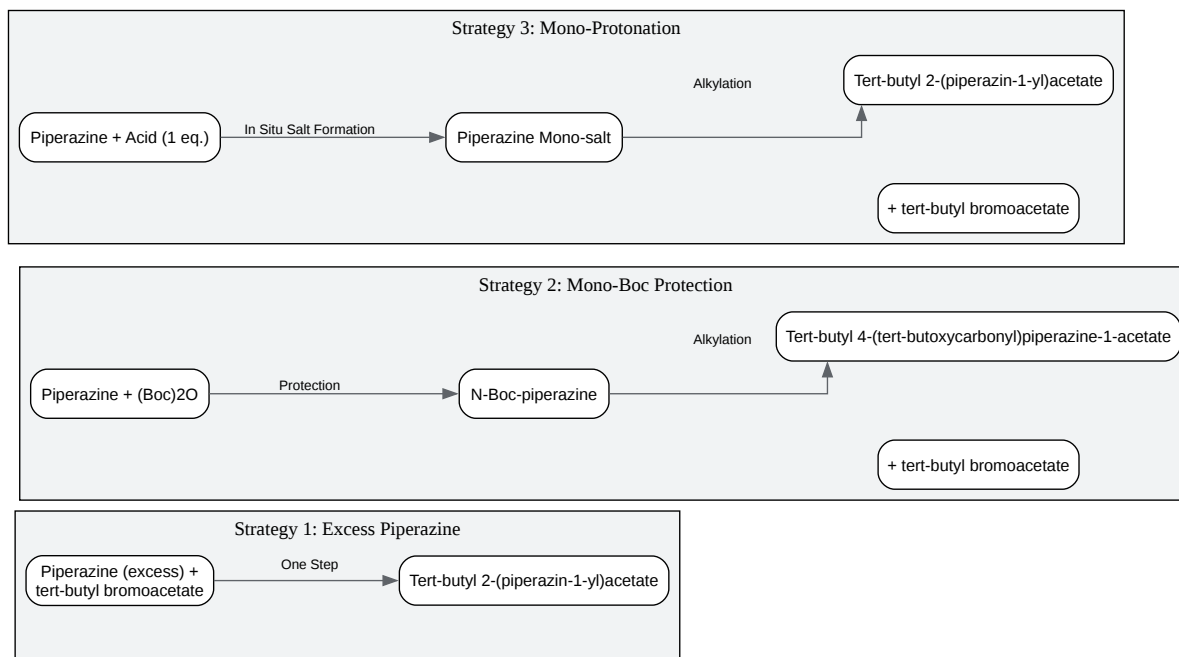 Strategy 3: Mono-Protonation
Piperazine + Acid (1 eq.)
In Situ Salt Formation
Piperazine Mono-salt
Alkylation
Tert-butyl 2-(piperazin-1-yl)acetate
+ tert-butyl bromoacetate
Strategy 2: Mono-Boc Protection
Piperazine + (Boc)2O
Protection
N-Boc-piperazine
Alkylation
Tert-butyl 4-(tert-butoxycarbonyl)piperazine-1-acetate
+ tert-butyl bromoacetate
Strategy 1: Excess Piperazine
Piperazine (excess) +
tert-butyl bromoacetate
One Step
Tert-butyl 2-(piperazin-1-yl)acetate